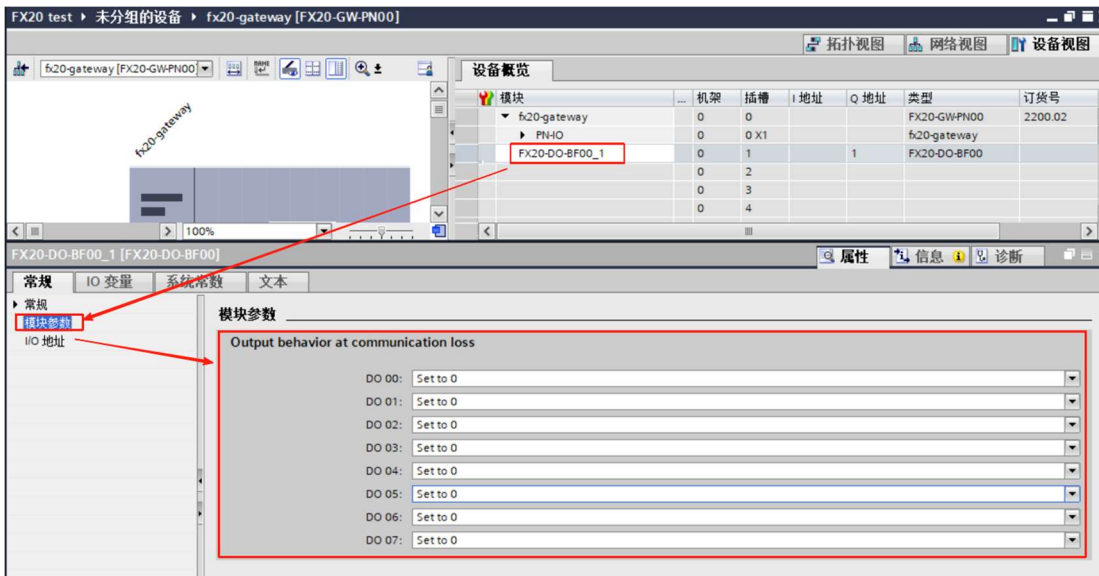 FX20 test ▸ 未分组的设备 ▸ fx20-gateway [FX20-GW-PN00]
拓扑视图 网络视图 设备视图
fx20-gateway [FX20-GW-PN00]
设备概览
模块 ... 机架 插槽 I 地址 Q 地址 类型 订货号
fx20-gateway 0 0 FX20-GW-PN00 2200.02
PN-IO 0 0 X1 fx20-gateway
FX20-DO-BF00_1 0 1 1 FX20-DO-BF00
0 2
0 3
0 4
fx20-gateway
100%
FX20-DO-BF00_1 [FX20-DO-BF00]
属性 信息 诊断
常规 IO 变量 系统常数 文本
常规
模块参数
I/O 地址
模块参数
Output behavior at communication loss
DO 00: Set to 0
DO 01: Set to 0
DO 02: Set to 0
DO 03: Set to 0
DO 04: Set to 0
DO 05: Set to 0
DO 06: Set to 0
DO 07: Set to 0